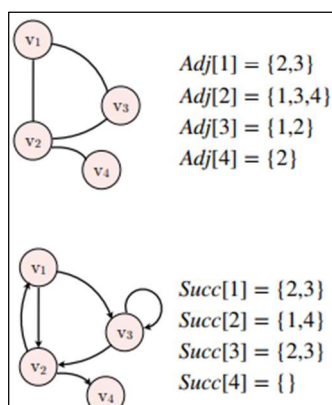 v1
v3
v2
v4
Adj[1] = {2,3}
Adj[2] = {1,3,4}
Adj[3] = {1,2}
Adj[4] = {2}
v1
v3
v2
v4
Succ[1] = {2,3}
Succ[2] = {1,4}
Succ[3] = {2,3}
Succ[4] = {}